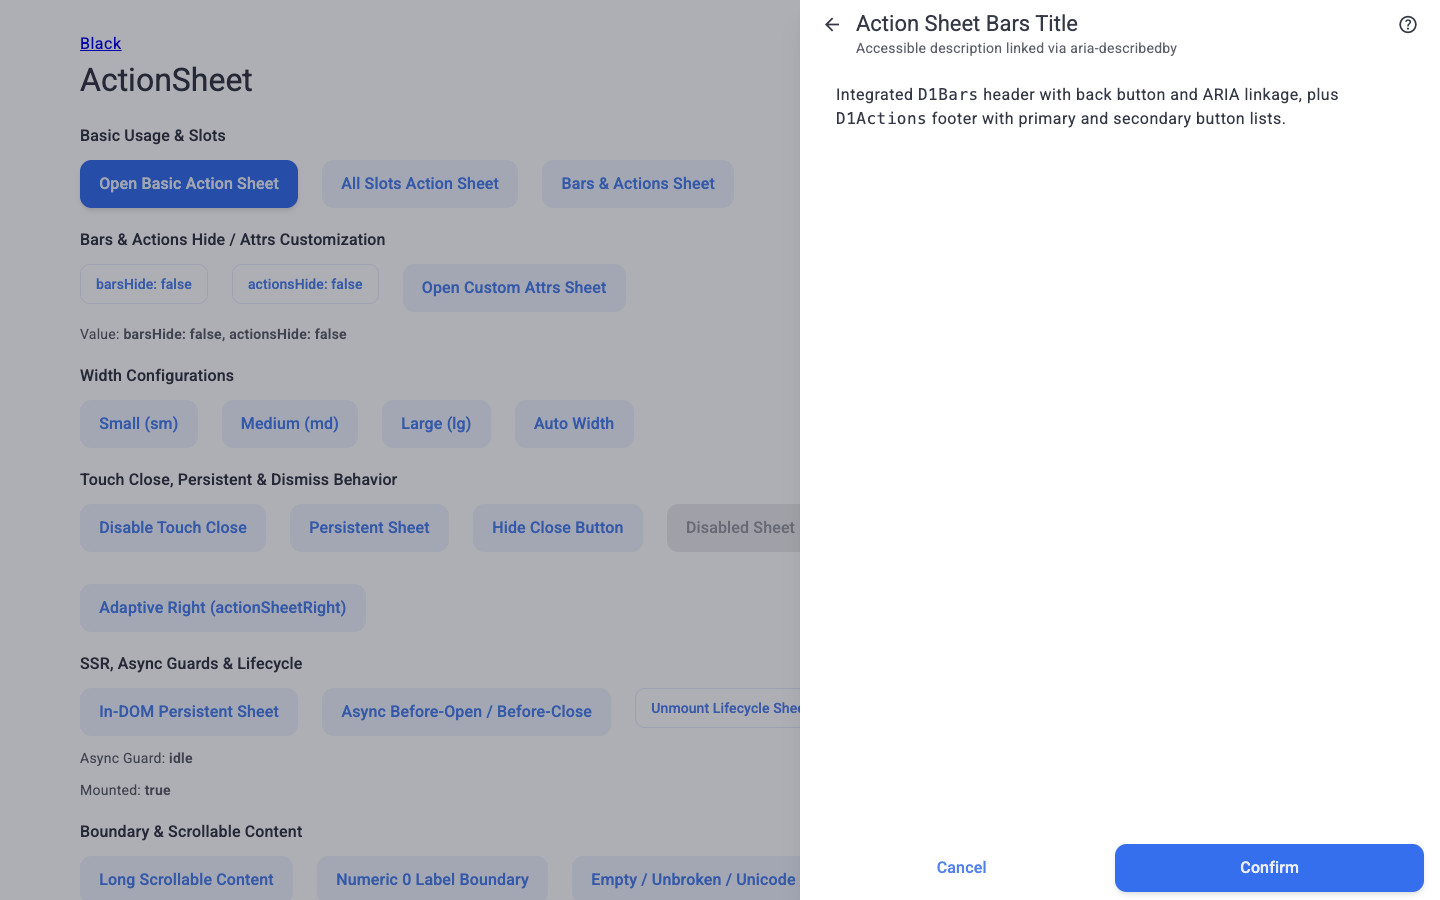 Black
ActionSheet
Basic Usage & Slots
Open Basic Action Sheet
All Slots Action Sheet
Bars & Actions Sheet
Bars & Actions Hide / Attrs Customization
barsHide: false
actionsHide: false
Open Custom Attrs Sheet
Value: barsHide: false, actionsHide: false
Width Configurations
Small (sm)
Medium (md)
Large (lg)
Auto Width
Touch Close, Persistent & Dismiss Behavior
Disable Touch Close
Persistent Sheet
Hide Close Button
Disabled Sheet
Adaptive Right (actionSheetRight)
SSR, Async Guards & Lifecycle
In-DOM Persistent Sheet
Async Before-Open / Before-Close
Unmount Lifecycle
Async Guard: idle
Mounted: true
Boundary & Scrollable Content
Long Scrollable Content
Numeric 0 Label Boundary
Empty / Unbroken / Unicode
Action Sheet Bars Title
Accessible description linked via aria-describedby
Integrated D1Bars header with back button and ARIA linkage, plus
D1Actions footer with primary and secondary button lists.
Cancel
Confirm